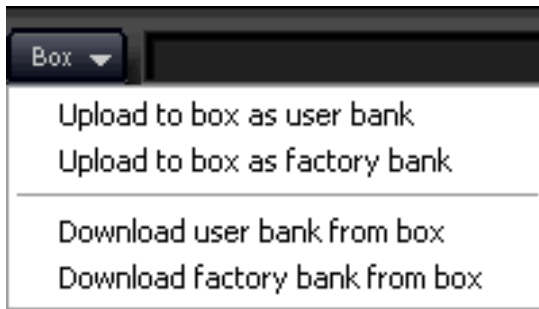 Box
Upload to box as user bank
Upload to box as factory bank
Download user bank from box
Download factory bank from box